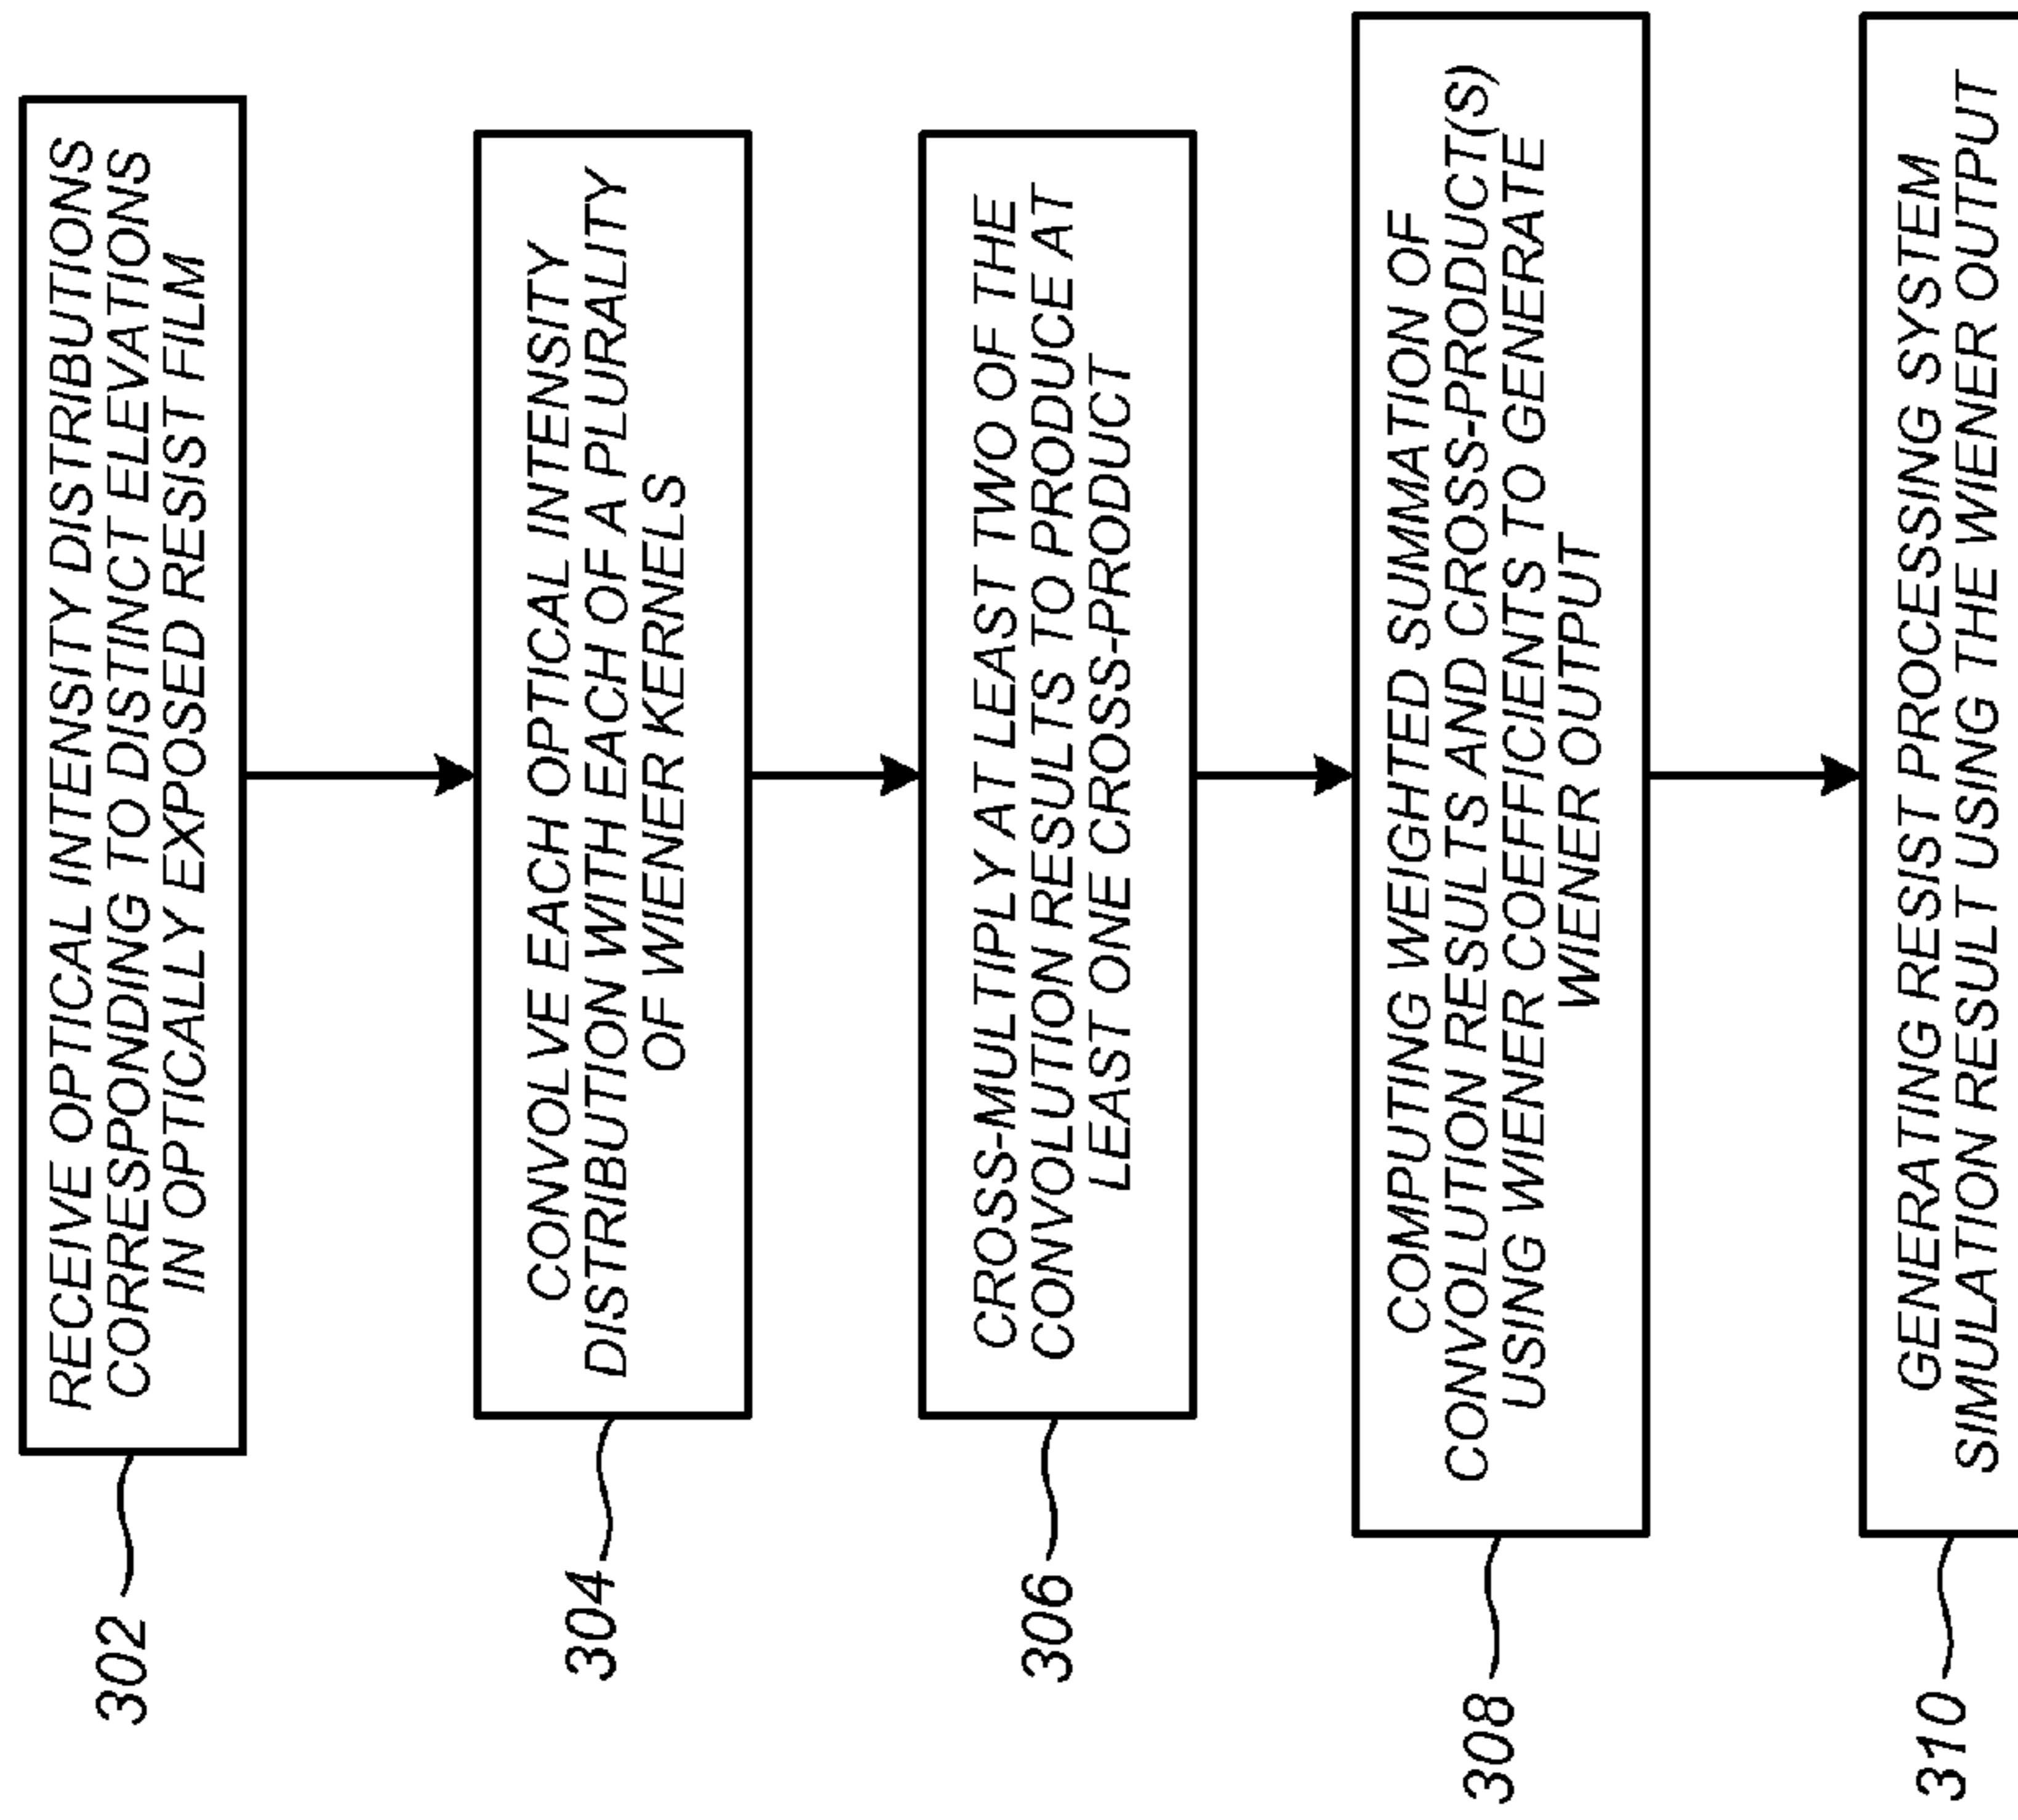 302
RECEIVE OPTICAL INTENSITY DISTRIBUTIONS
CORRESPONDING TO DISTINCT ELEVATIONS
IN OPTICALLY EXPOSED RESIST FILM
304
CONVOLVE EACH OPTICAL INTENSITY
DISTRIBUTION WITH EACH OF A PLURALITY
OF WIENER KERNELS
306
CROSS-MULTIPLY AT LEAST TWO OF THE
CONVOLUTION RESULTS TO PRODUCE AT
LEAST ONE CROSS-PRODUCT
308
COMPUTING WEIGHTED SUMMATION OF
CONVOLUTION RESULTS AND CROSS-PRODUCT(S)
USING WIENER COEFFICIENTS TO GENERATE
WIENER OUTPUT
310
GENERATING RESIST PROCESSING SYSTEM
SIMULATION RESULT USING THE WIENER OUTPUT